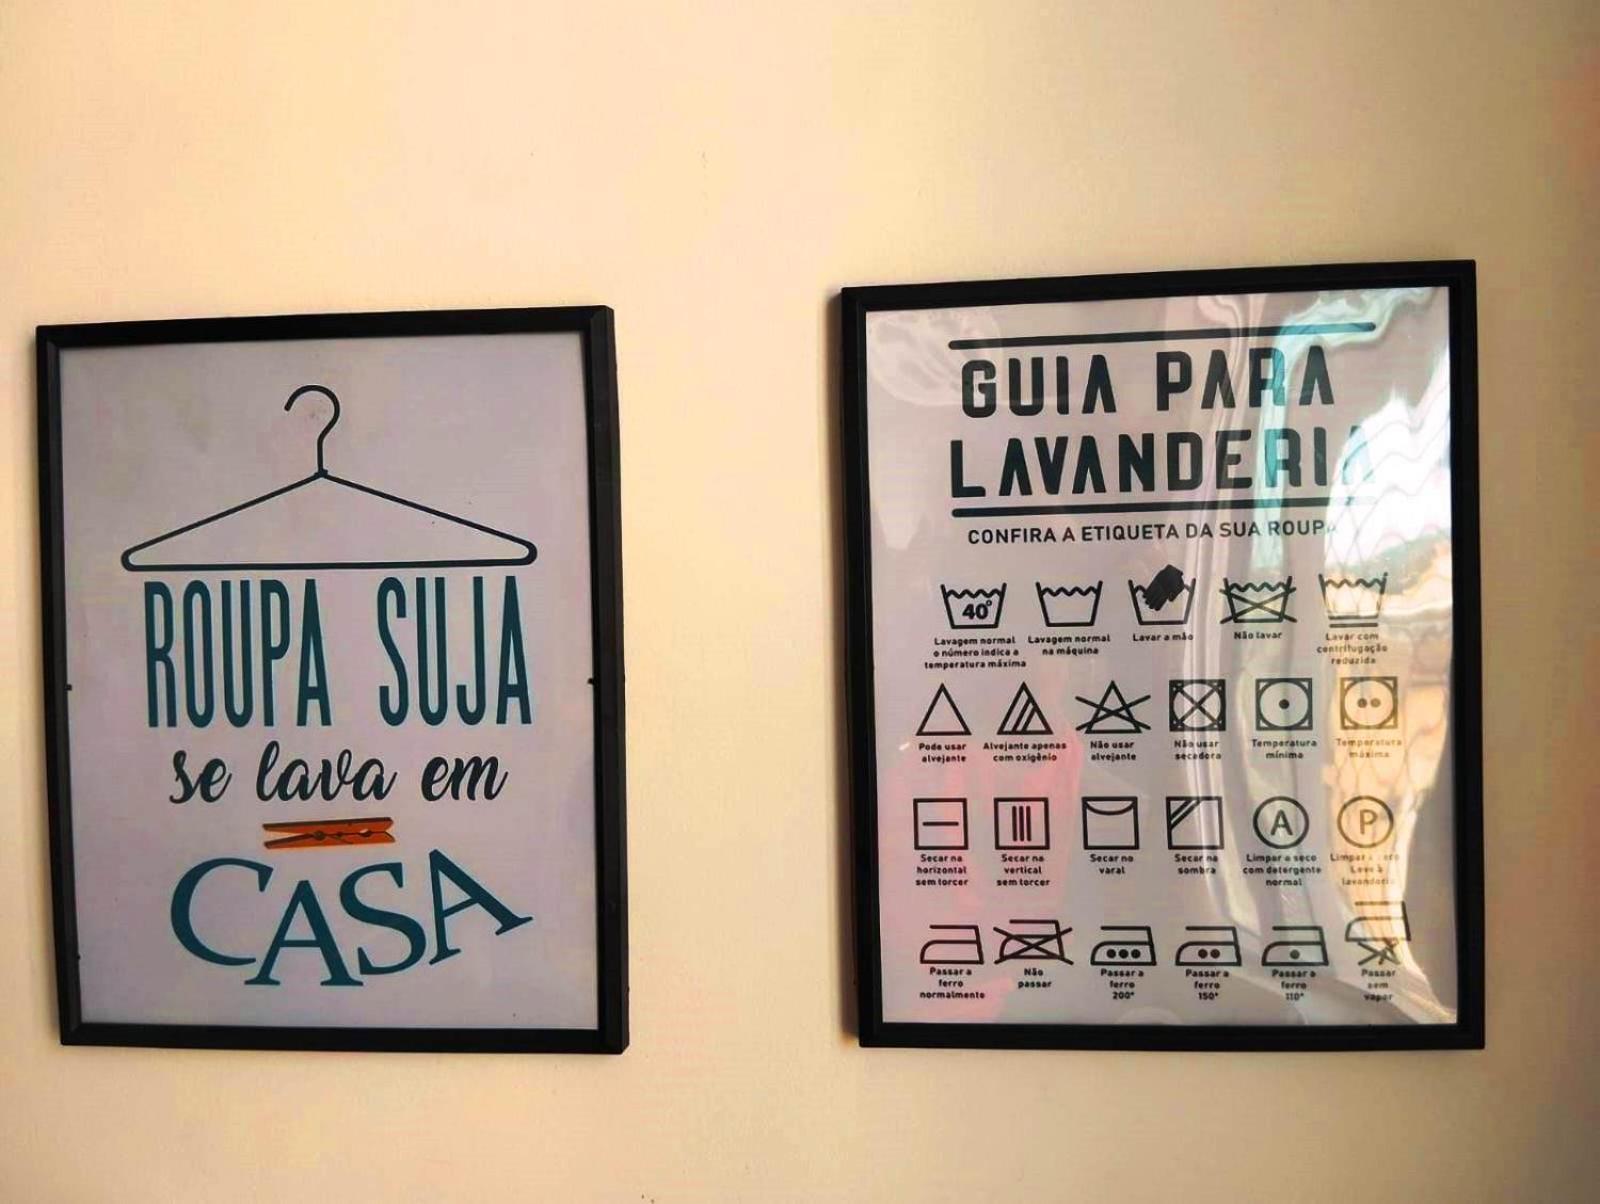 ROUPA SUJA
se lava em
CASA
GUIA PARA
LAVANDERIA
CONFIRA A ETIQUETA DA SUA ROUPA
40°
Lavagem normal
o número indica a
temperatura máxima
Lavagem normal
na máquina
Lavar a mão
Não lavar
Lavar com
centrifugação
reduzida
Pode usar
alvejante
Alvejante apenas
com oxigênio
Não usar
alvejante
Não usar
secadora
Temperatura
mínima
Temperatura
máxima
Secar na
horizontal
sem torcer
Secar na
vertical
sem torcer
Secar no
varal
Secar na
sombra
A
Limpar a seco
com detergente
normal
P
Limpar a seco
Leve à
lavanderia
Passar a
ferro
normalmente
Não
passar
Passar a
ferro
200°
Passar a
ferro
150°
Passar a
ferro
110°
Passar
sem
vapor